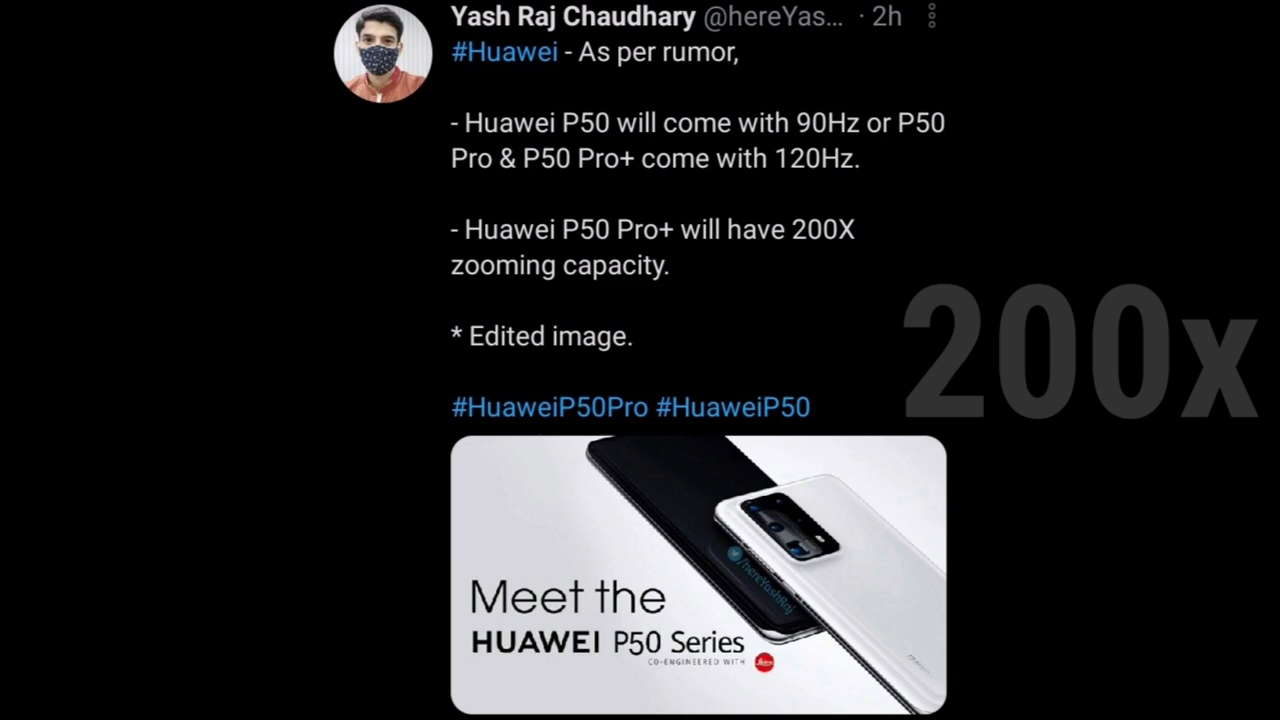 Yash Raj Chaudhary @hereYas... · 2h
#Huawei - As per rumor,
- Huawei P50 will come with 90Hz or P50
Pro & P50 Pro+ come with 120Hz.
- Huawei P50 Pro+ will have 200X
zooming capacity.
* Edited image.
200x
#HuaweiP50Pro #HuaweiP50
/hereYashRaj
Meet the
HUAWEI P50 Series
CO-ENGINEERED WITH
Leica